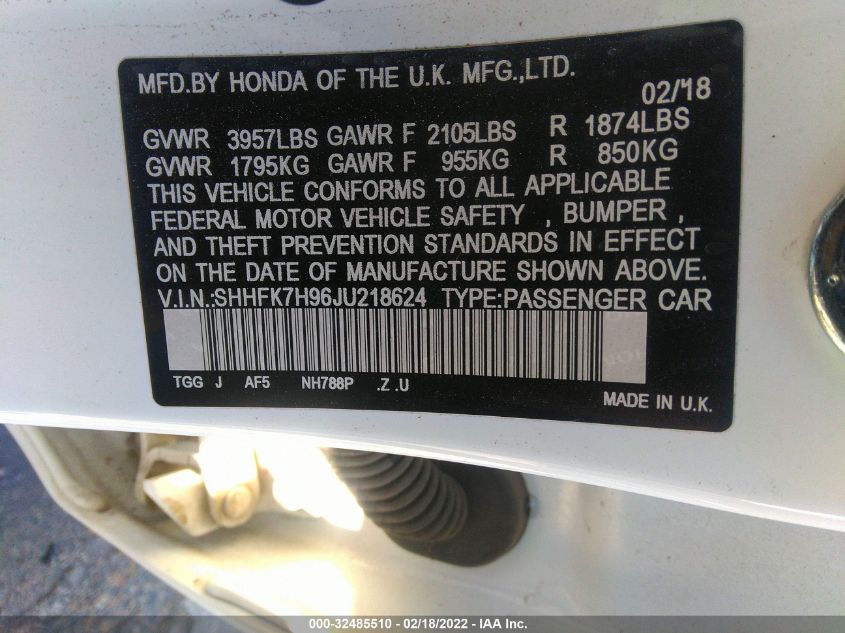 MFD.BY HONDA OF THE U.K. MFG.,LTD.
02/'18
GVWR 3957LBS GAWR F 2105LBS R 1874LBS
GVWR 1795KG GAWR F 955KG R 850KG
THIS VEHICLE CONFORMS TO ALL APPLICABLE
FEDERAL MOTOR VEHICLE SAFETY , BUMPER ,
AND THEFT PREVENTION STANDARDS IN EFFECT
ON THE DATE OF MANUFACTURE SHOWN ABOVE.
V.I.N.:SHHFK7H96JU218624 TYPE:PASSENGER CAR
TGG J AF5 NH788P .Z .U
MADE IN U.K.
000-32485510 - 02/18/2022 - IAA Inc.